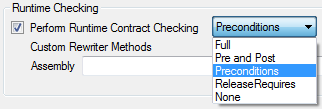 Runtime Checking
Perform Runtime Contract Checking Preconditions
Full
Custom Rewriter Methods Pre and Post
Preconditions
Assembly ReleaseRequires
None